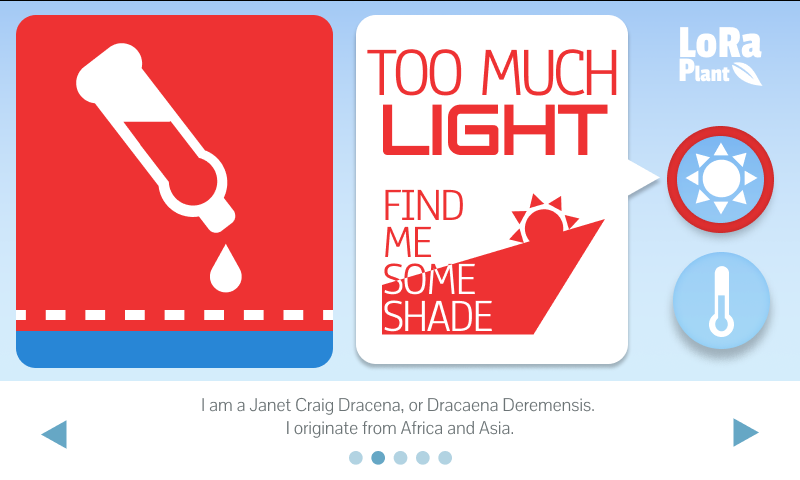 TOO MUCH
LIGHT
FIND
ME
SOME
SHADE
LoRa
Plant
I am a Janet Craig Dracena, or Dracaena Deremensis.
I originate from Africa and Asia.